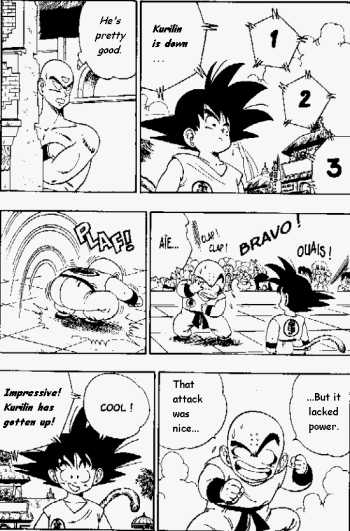 He's
pretty
good.
Kurilin
is down
...
1
2
3
PLAF!
AÏE...
CLAP!
CLAP!
BRAVO!
OUAIS!
Impressive!
Kurilin has
gotten up!
COOL!
That
attack
was
nice...
...But it
lacked
power.